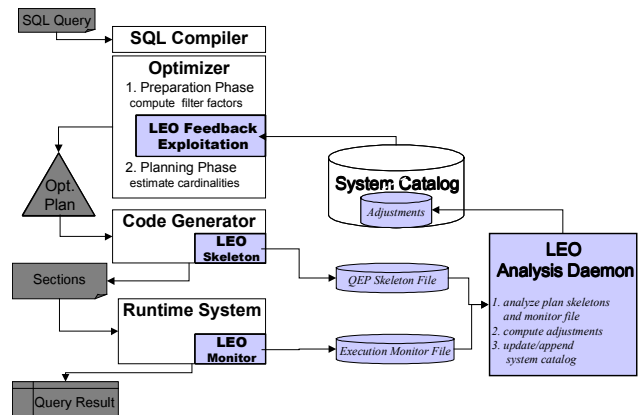 SQL Query
SQL Compiler
Optimizer
1. Preparation Phase
compute filter factors
LEO Feedback
Exploitation
2. Planning Phase
estimate cardinalities
Opt.
Plan
System Catalog
Adjustments
Code Generator
LEO
Skeleton
Sections
QEP Skeleton File
LEO
Analysis Daemon
1. analyze plan skeletons
and monitor file
2. compute adjustments
3. update/append
system catalog
Runtime System
LEO
Monitor
Execution Monitor File
Query Result